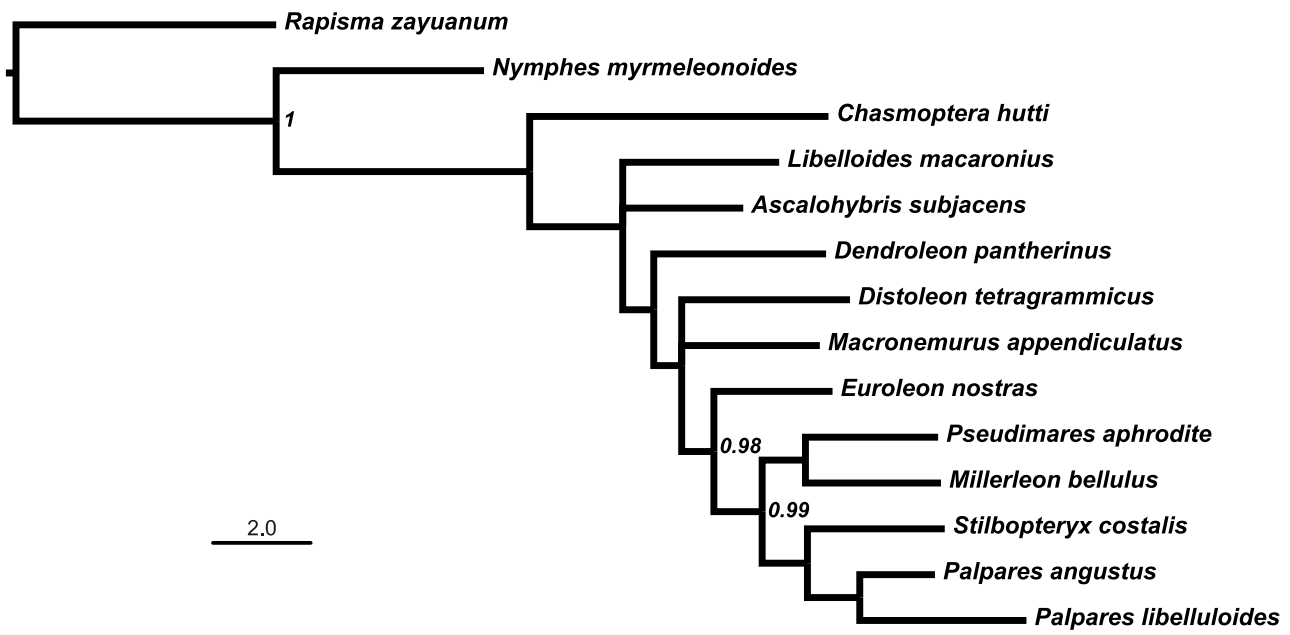 Rapisma zayuanum
Nymphes myrmeleonoides
1
Chasmoptera hutti
Libelloides macaronius
Ascalohybris subjacens
Dendroleon pantherinus
Distoleon tetragrammicus
Macronemurus appendiculatus
Euroleon nostras
Pseudimares aphrodite
0.98
Millerleon bellulus
0.99
Stilbopteryx costalis
2.0
Palpares angustus
Palpares libelluloides